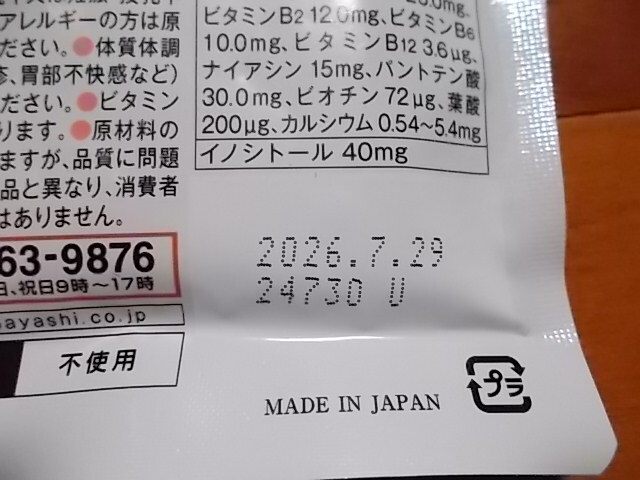 アレルギーの方は原
ださい。●体質体調
胃部不快感など)
ださい。●ビタミン
ります。●原材料の
ますが、品質に問題
品と異なり、消費者
はありません。
63-9876
日、祝日9時〜17時
ayashi.co.jp
不使用
ビタミンB2 12.0mg、ビタミンB6
10.0mg、ビタミンB12 3.6μg、
ナイアシン 15mg、パントテン酸
30.0mg、ビオチン 72μg、葉酸
200μg、カルシウム 0.54〜5.4mg
イノシトール 40mg
2026.7.29
24730 U
MADE IN JAPAN
プラ